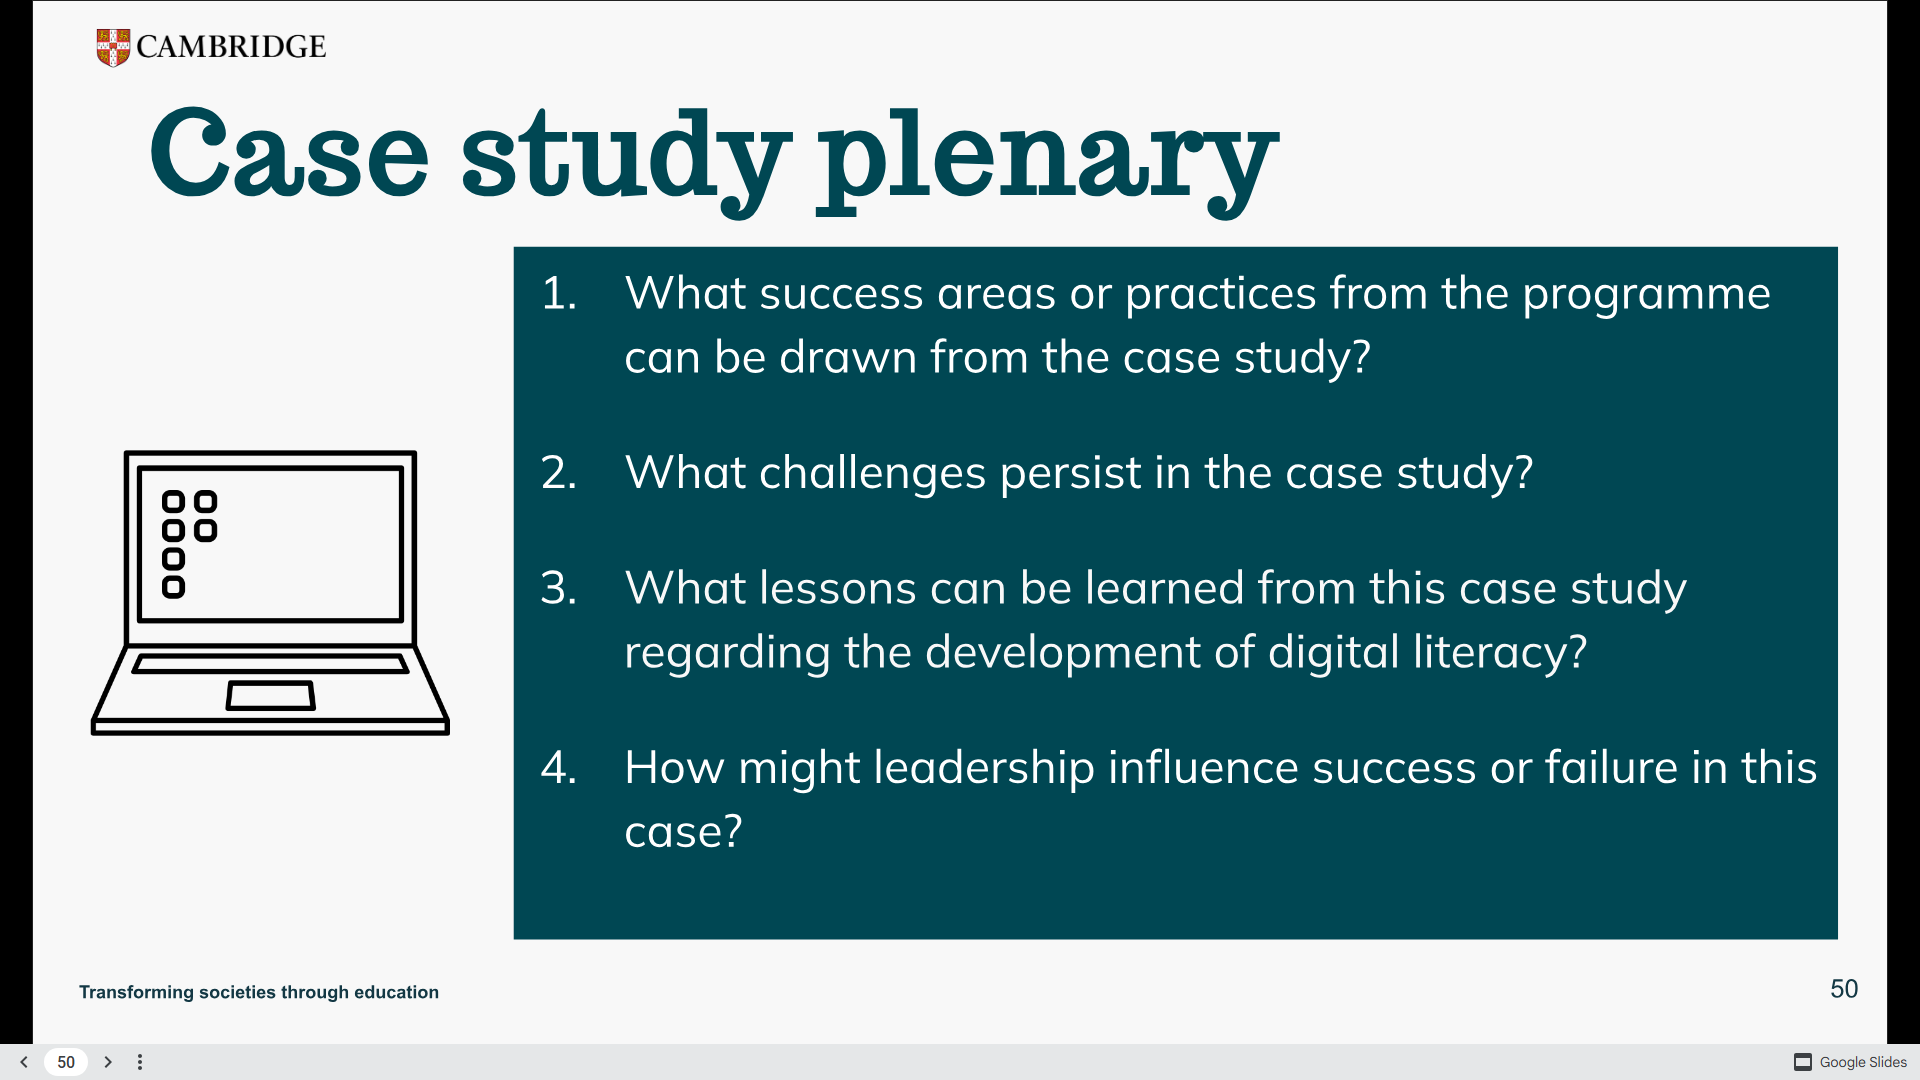 CAMBRIDGE
Case study plenary
1. What success areas or practices from the programme
can be drawn from the case study?
2. What challenges persist in the case study?
3. What lessons can be learned from this case study
regarding the development of digital literacy?
4. How might leadership influence success or failure in this
case?
Transforming societies through education
50
50
Google Slides